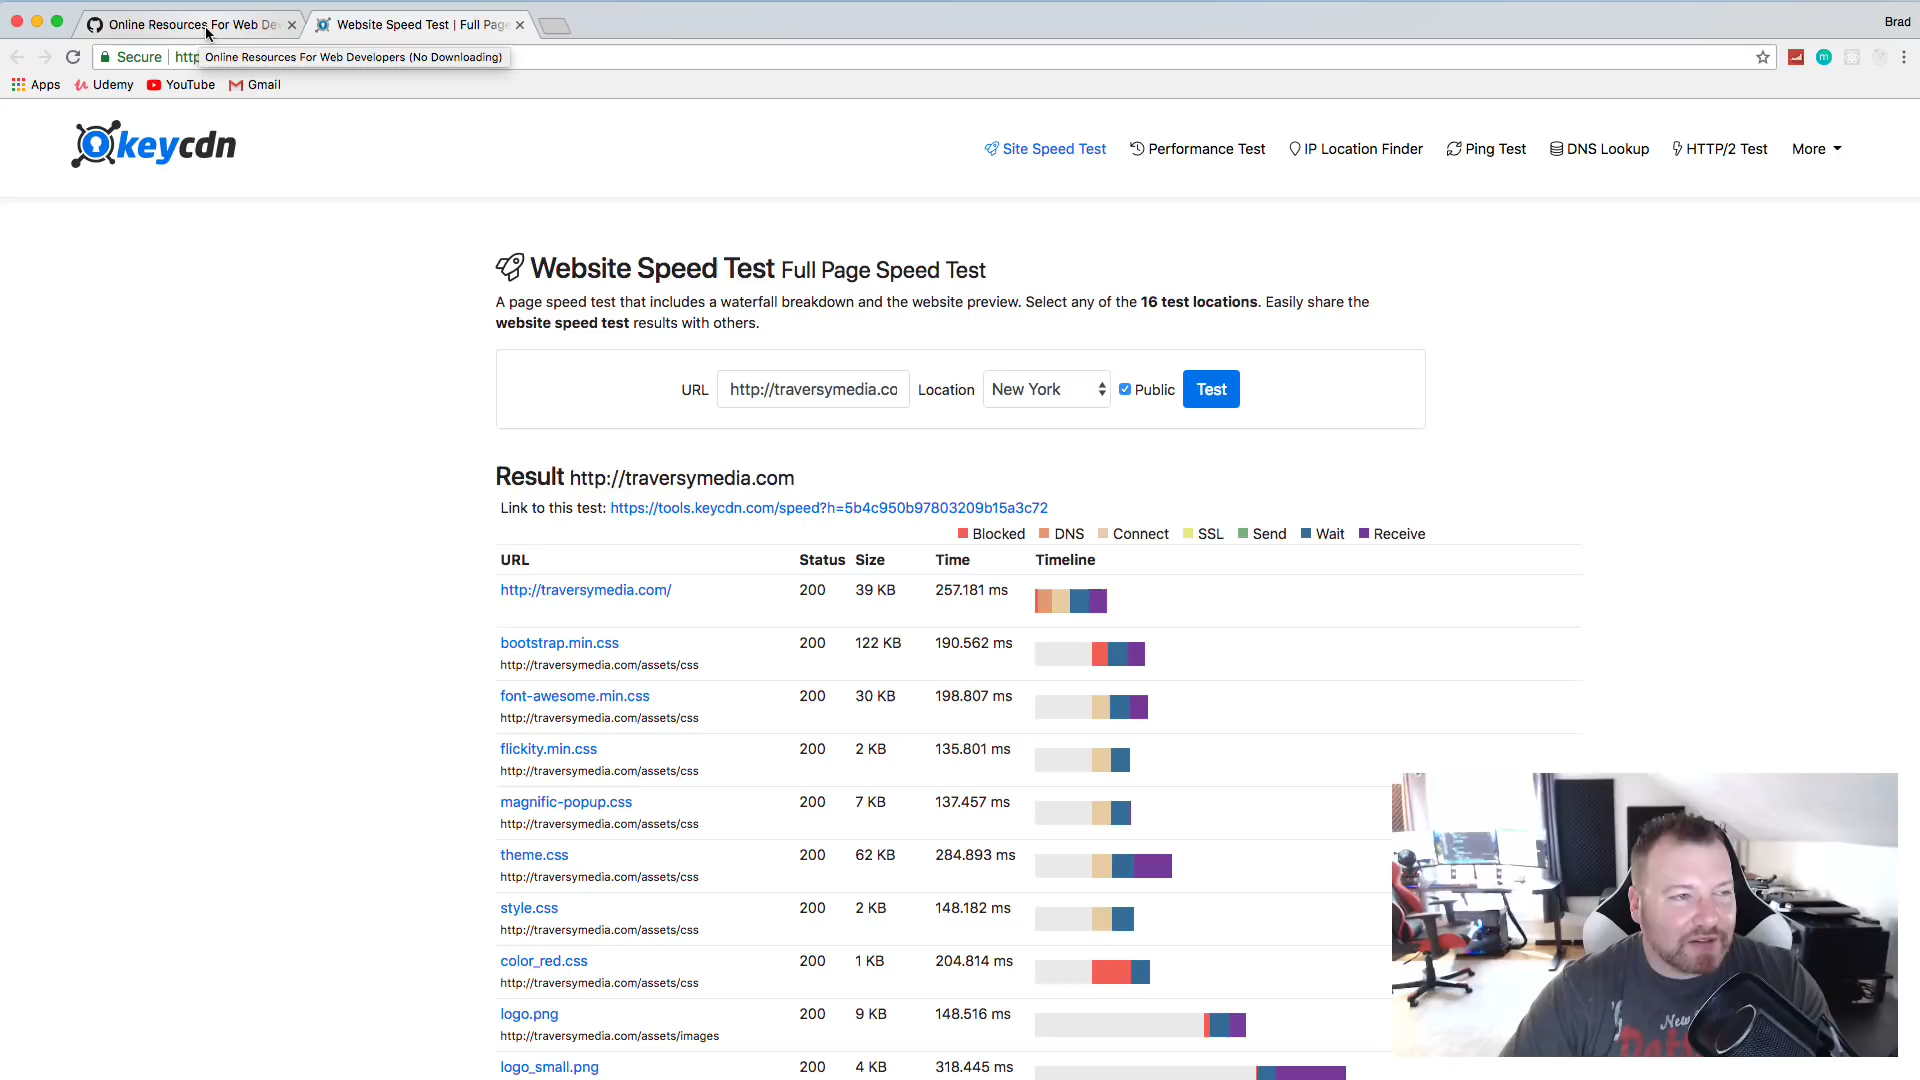 Online Resources For Web De
Website Speed Test | Full Page
Brad
Secure
http
Online Resources For Web Developers (No Downloading)
Apps
Udemy
YouTube
Gmail
keycdn
Site Speed Test
Performance Test
IP Location Finder
Ping Test
DNS Lookup
HTTP/2 Test
More
Website Speed Test Full Page Speed Test
A page speed test that includes a waterfall breakdown and the website preview. Select any of the 16 test locations. Easily share the
website speed test results with others.
URL http://traversymedia.co Location New York Public Test
Result http://traversymedia.com
Link to this test: https://tools.keycdn.com/speed?h=5b4c950b97803209b15a3c72
Blocked DNS Connect SSL Send Wait Receive
URL Status Size Time Timeline
http://traversymedia.com/ 200 39 KB 257.181 ms
bootstrap.min.css 200 122 KB 190.562 ms
http://traversymedia.com/assets/css
font-awesome.min.css 200 30 KB 198.807 ms
http://traversymedia.com/assets/css
flickity.min.css 200 2 KB 135.801 ms
http://traversymedia.com/assets/css
magnific-popup.css 200 7 KB 137.457 ms
http://traversymedia.com/assets/css
theme.css 200 62 KB 284.893 ms
http://traversymedia.com/assets/css
style.css 200 2 KB 148.182 ms
http://traversymedia.com/assets/css
color_red.css 200 1 KB 204.814 ms
http://traversymedia.com/assets/css
logo.png 200 9 KB 148.516 ms
http://traversymedia.com/assets/images
logo_small.png 200 4 KB 318.445 ms
New